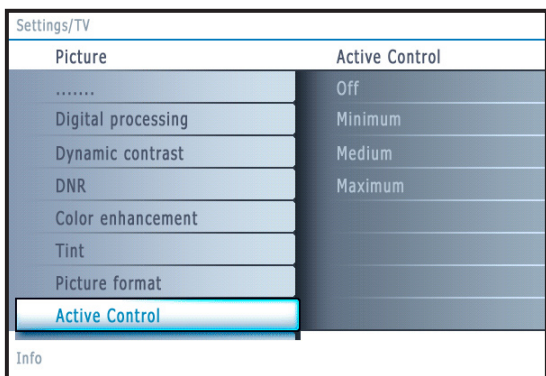 Settings/TV
Picture
Active Control
.......
Off
Digital processing
Minimum
Dynamic contrast
Medium
DNR
Maximum
Color enhancement
Tint
Picture format
Active Control
Info